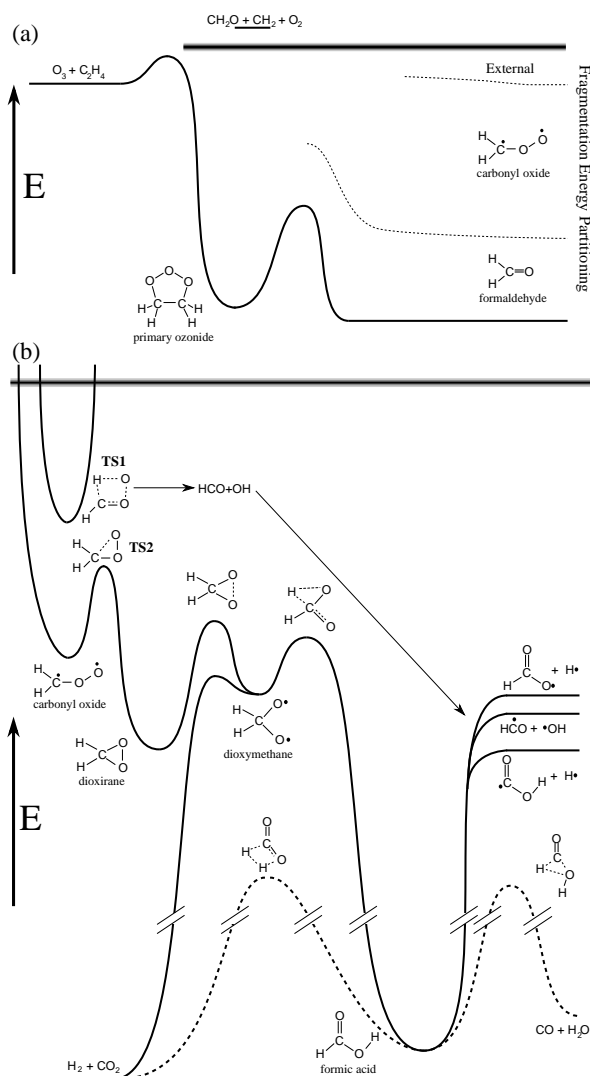 (a)
CH₂O + CH₂ + O₂
O₃ + C₂H₄
External
E
H
H
C
O
O
carbonyl oxide
H
H
C=O
formaldehyde
O
O
O
C
C
H
H
H
H
primary ozonide
Fragmentation Energy Partitioning
(b)
TS1
H
O
H
C
O
HCO+OH
TS2
H
H
C
O
O
H
H
C
O
O
H
H
C
O
O
H
H
C
O
O
carbonyl oxide
H
H
C
O
O
dioxirane
H
H
C
O•
O•
dioxymethane
O
H
C
O•
+ H•
HCO + •OH
O
•C
O
H
+ H•
E
O
H
C
H
O
O
C
H
O
H
O
H
C
O
H
formic acid
H₂ + CO₂
CO + H₂O